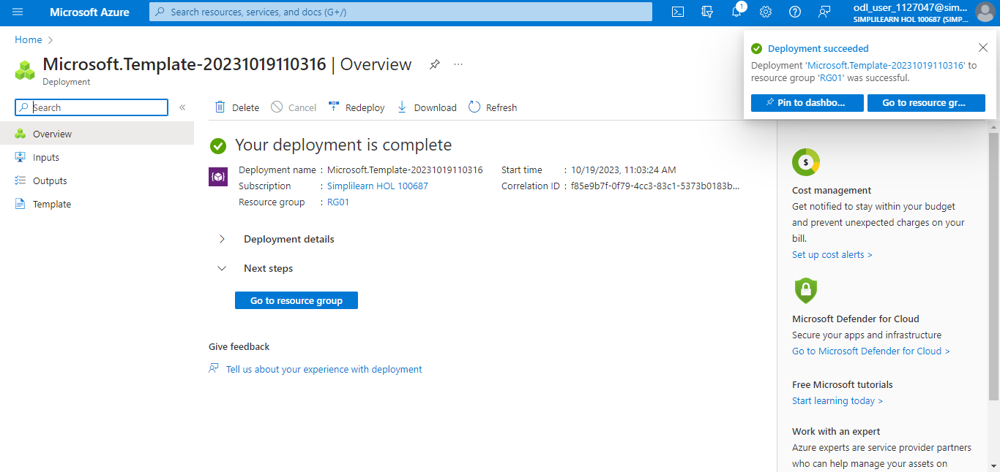 Microsoft Azure
Search resources, services, and docs (G+/)
1
odl_user_1127047@sim...
SIMPLILEARN HOL 100687 (SIMP...
Home
Microsoft.Template-20231019110316 | Overview
Deployment
Deployment succeeded
Deployment 'Microsoft.Template-20231019110316' to
resource group 'RG01' was successful.
Pin to dashbo...
Go to resource gr...
Search
Overview
Inputs
Outputs
Template
Delete
Cancel
Redeploy
Download
Refresh
Your deployment is complete
Deployment name : Microsoft.Template-20231019110316
Subscription : Simplilearn HOL 100687
Resource group : RG01
Start time : 10/19/2023, 11:03:24 AM
Correlation ID : f85e9b7f-0f79-4cc3-83c1-5373b0183b...
Deployment details
Next steps
Go to resource group
Give feedback
Tell us about your experience with deployment
$
Cost management
Get notified to stay within your budget
and prevent unexpected charges on your
bill.
Set up cost alerts >
Microsoft Defender for Cloud
Secure your apps and infrastructure
Go to Microsoft Defender for Cloud >
Free Microsoft tutorials
Start learning today >
Work with an expert
Azure experts are service provider partners
who can help manage your assets on